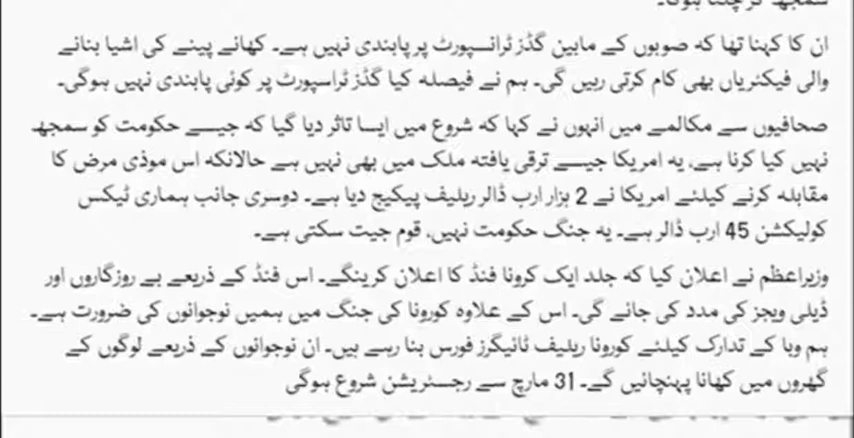 سمجھ کر چلنا ہوگا۔
ان کا کہنا تھا کہ صوبوں کے مابین گڈز ٹرانسپورٹ پر پابندی نہیں ہے۔ کھانے پینے کی اشیا بنانے
والی فیکٹریاں بھی کام کرتی رہیں گی۔ ہم نے فیصلہ کیا گڈز ٹراسپورٹ پر کوئی پابندی نہیں ہوگی۔
صحافیوں سے مکالمے میں انہوں نے کہا کہ شروع میں ایسا تاثر دیا گیا کہ جیسے حکومت کو سمجھ
نہیں کیا کرنا ہے، یہ امریکا جیسے ترقی یافتہ ملک میں بھی نہیں ہے حالانکہ اس موذی مرض کا
مقابلہ کرنے کیلئے امریکا نے 2 ہزار ارب ڈالر ریلیف پیکیج دیا ہے۔ دوسری جانب ہماری ٹیکس
کولیکشن 45 ارب ڈالر ہے۔ یہ جنگ حکومت نہیں، قوم جیت سکتی ہے۔
وزیراعظم نے اعلان کیا کہ جلد ایک کرونا فنڈ کا اعلان کرینگے۔ اس فنڈ کے ذریعے بے روزگاروں اور
ڈیلی ویجز کی مدد کی جائے گی۔ اس کے علاوہ کورونا کی جنگ میں ہمیں نوجوانوں کی ضرورت ہے۔
ہم وبا کے تدارک کیلئے کورونا ریلیف ٹائیگرز فورس بنا رہے ہیں۔ ان نوجوانوں کے ذریعے لوگوں کے
گھروں میں کھانا پہنچائیں گے۔ 31 مارچ سے رجسٹریشن شروع ہوگی